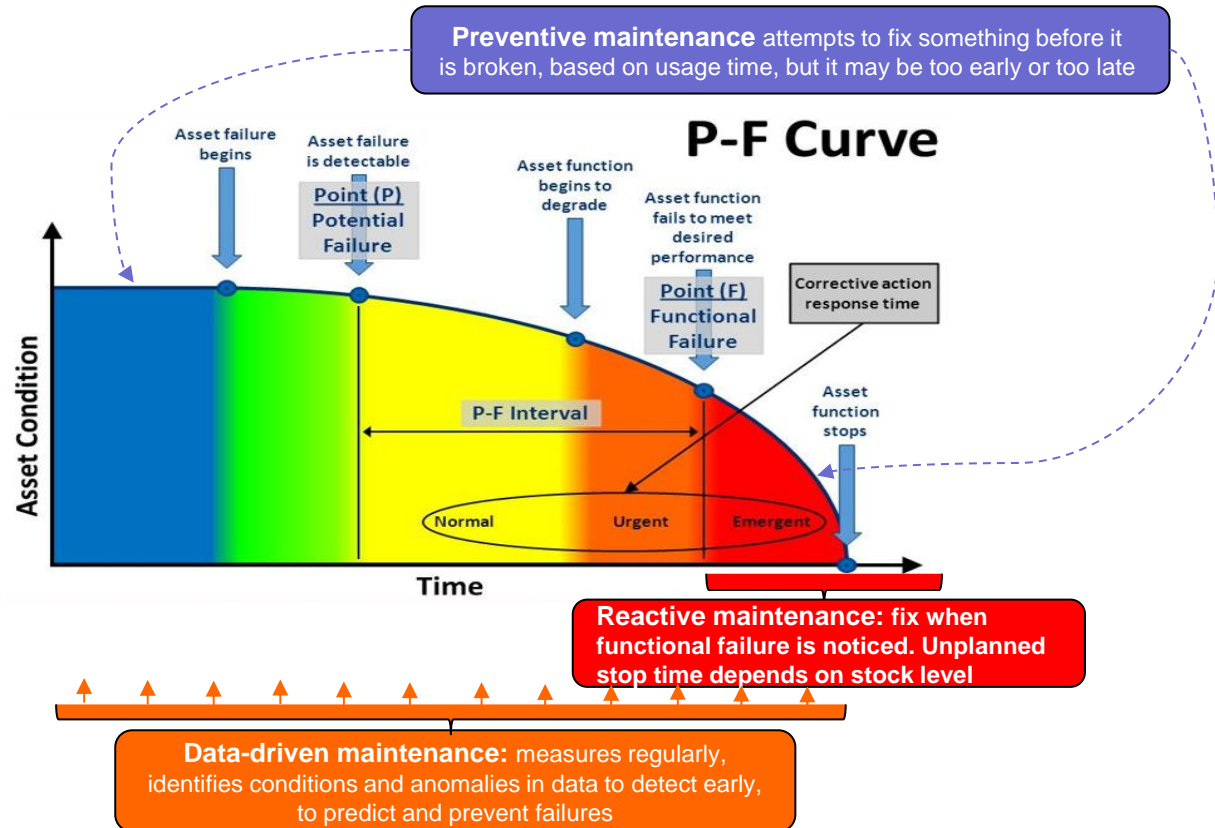 Preventive maintenance attempts to fix something before it
is broken, based on usage time, but it may be too early or too late
P-F Curve
Asset failure
begins
Asset failure
is detectable
Point (P)
Potential
Failure
Asset function
begins to
degrade
Asset function
fails to meet
desired
performance
Point (F)
Functional
Failure
Corrective action
response time
Asset
function
stops
Asset Condition
P-F Interval
Normal
Urgent
Emergent
Time
Reactive maintenance: fix when
functional failure is noticed. Unplanned
stop time depends on stock level
Data-driven maintenance: measures regularly,
identifies conditions and anomalies in data to detect early,
to predict and prevent failures